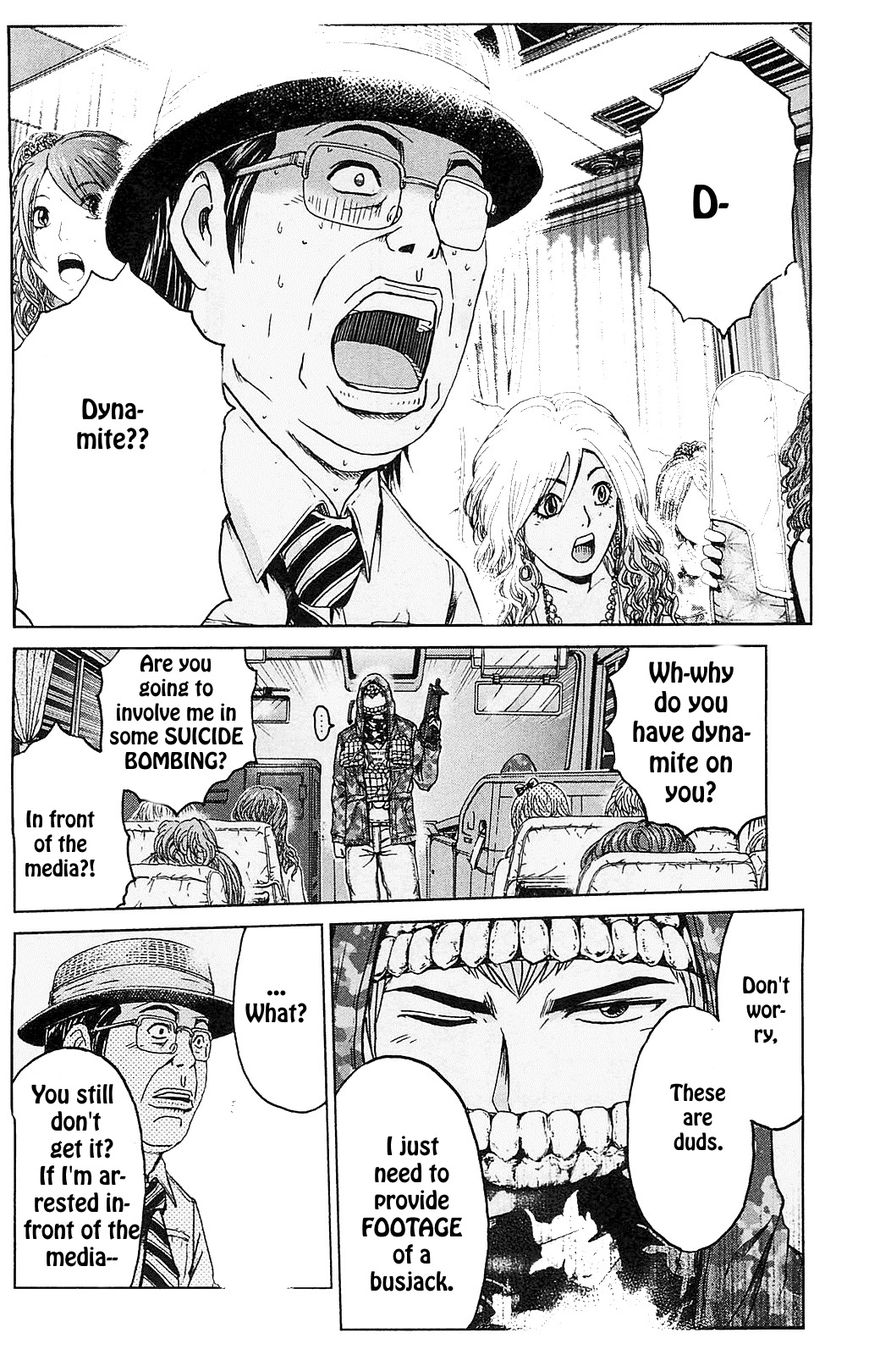 D-
Dyna-
mite??
Wh-why
do you
have dyna-
mite on
you?
....
Are you
going to
involve me in
some SUICIDE
BOMBING?
In front
of the
media?!
Don't
wor-
ry,
These
are
duds.
I just
need to
provide
FOOTAGE
of a
busjack.
...
What?
You still
don't
get it?
If I'm ar-
rested in-
front of the
media--